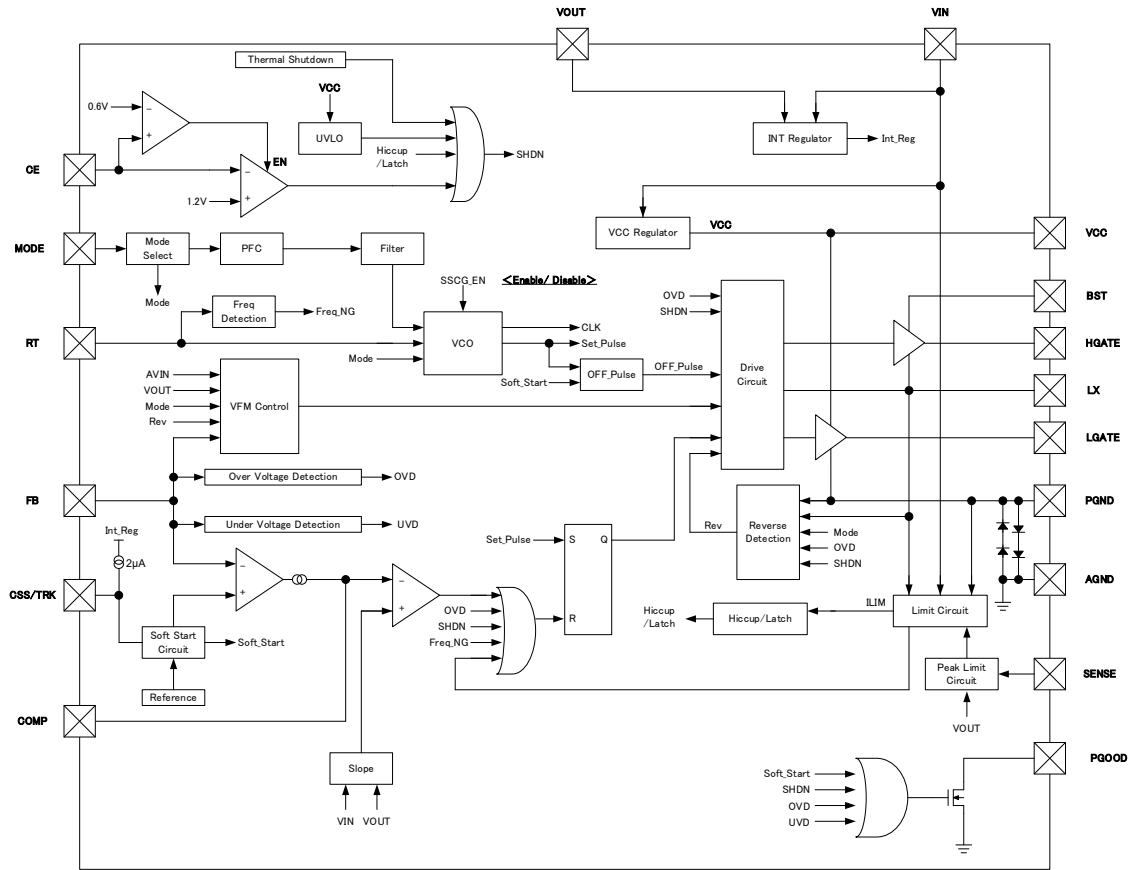 VOUT
VIN
Thermal Shutdown
0.6V
VCC
UVLO
Hiccup
/Latch
SHDN
INT Regulator
Int_Reg
CE
EN
1.2V
VCC Regulator
VCC
VCC
MODE
Mode
Select
PFC
Filter
Mode
SSCG_EN
<Enable/ Disable>
Freq
Detection
Freq_NG
OVD
SHDN
BST
RT
VCO
CLK
Set_Pulse
Mode
Soft_Start
OFF_Pulse
OFF_Pulse
Drive
Circuit
HGATE
AVIN
VOUT
Mode
Rev
VFM Control
LX
LGATE
Over Voltage Detection
OVD
FB
Under Voltage Detection
UVD
Int_Reg
2µA
Set_Pulse
S
Q
R
Rev
Reverse
Detection
Mode
OVD
SHDN
PGND
AGND
CSS/TRK
OVD
SHDN
Freq_NG
Soft Start
Circuit
Soft_Start
Reference
Hiccup
/Latch
Hiccup/Latch
ILIM
Limit Circuit
Peak Limit
Circuit
SENSE
VOUT
COMP
Slope
VIN
VOUT
Soft_Start
SHDN
OVD
UVD
PGOOD